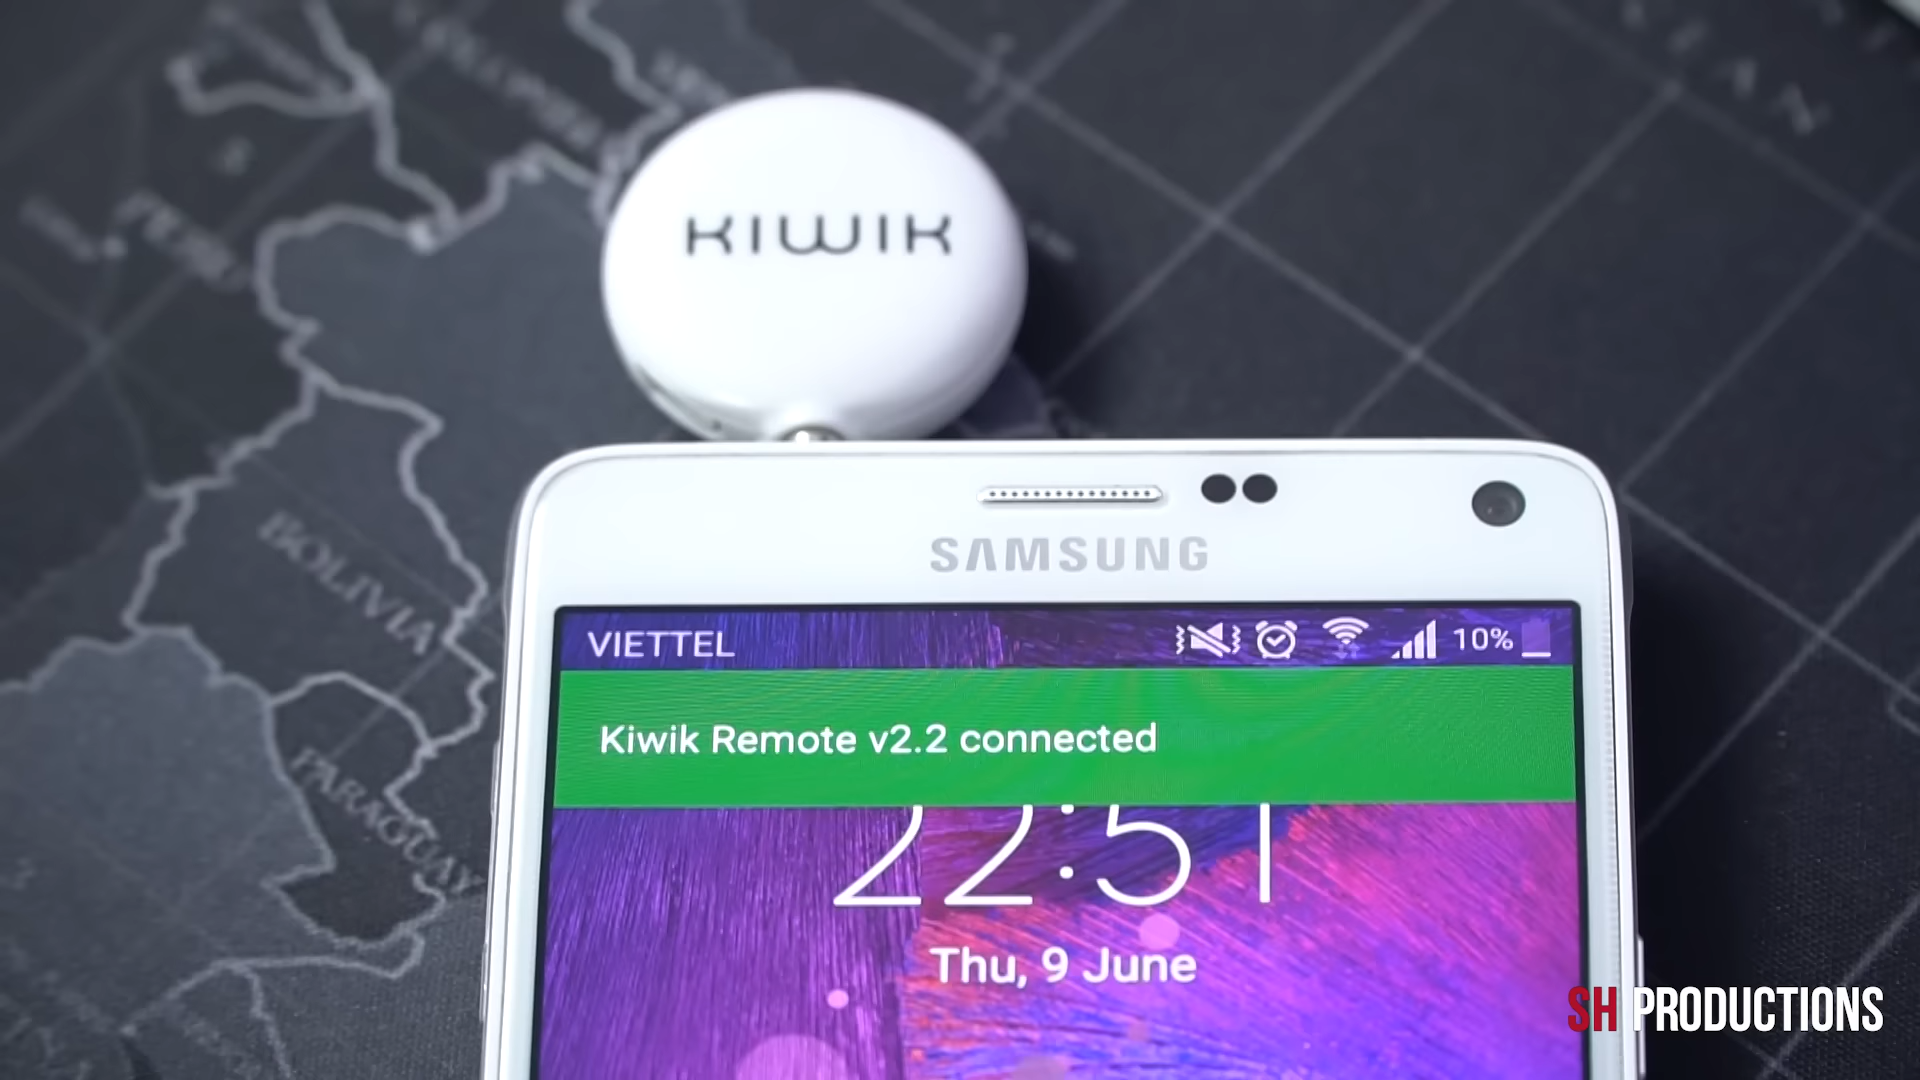 KIWIK
SAMSUNG
VIETTEL 10%
Kiwik Remote v2.2 connected
22:51
Thu, 9 June
BOLIVIA
PARAGUAY
SH PRODUCTIONS